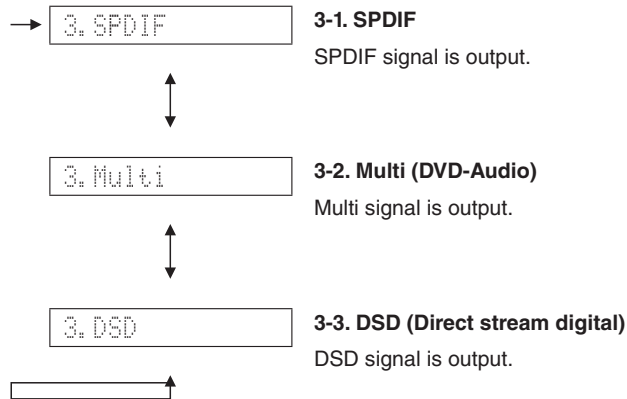 3.SPDIF
3-1. SPDIF
SPDIF signal is output.
3.Multi
3-2. Multi (DVD-Audio)
Multi signal is output.
3.DSD
3-3. DSD (Direct stream digital)
DSD signal is output.